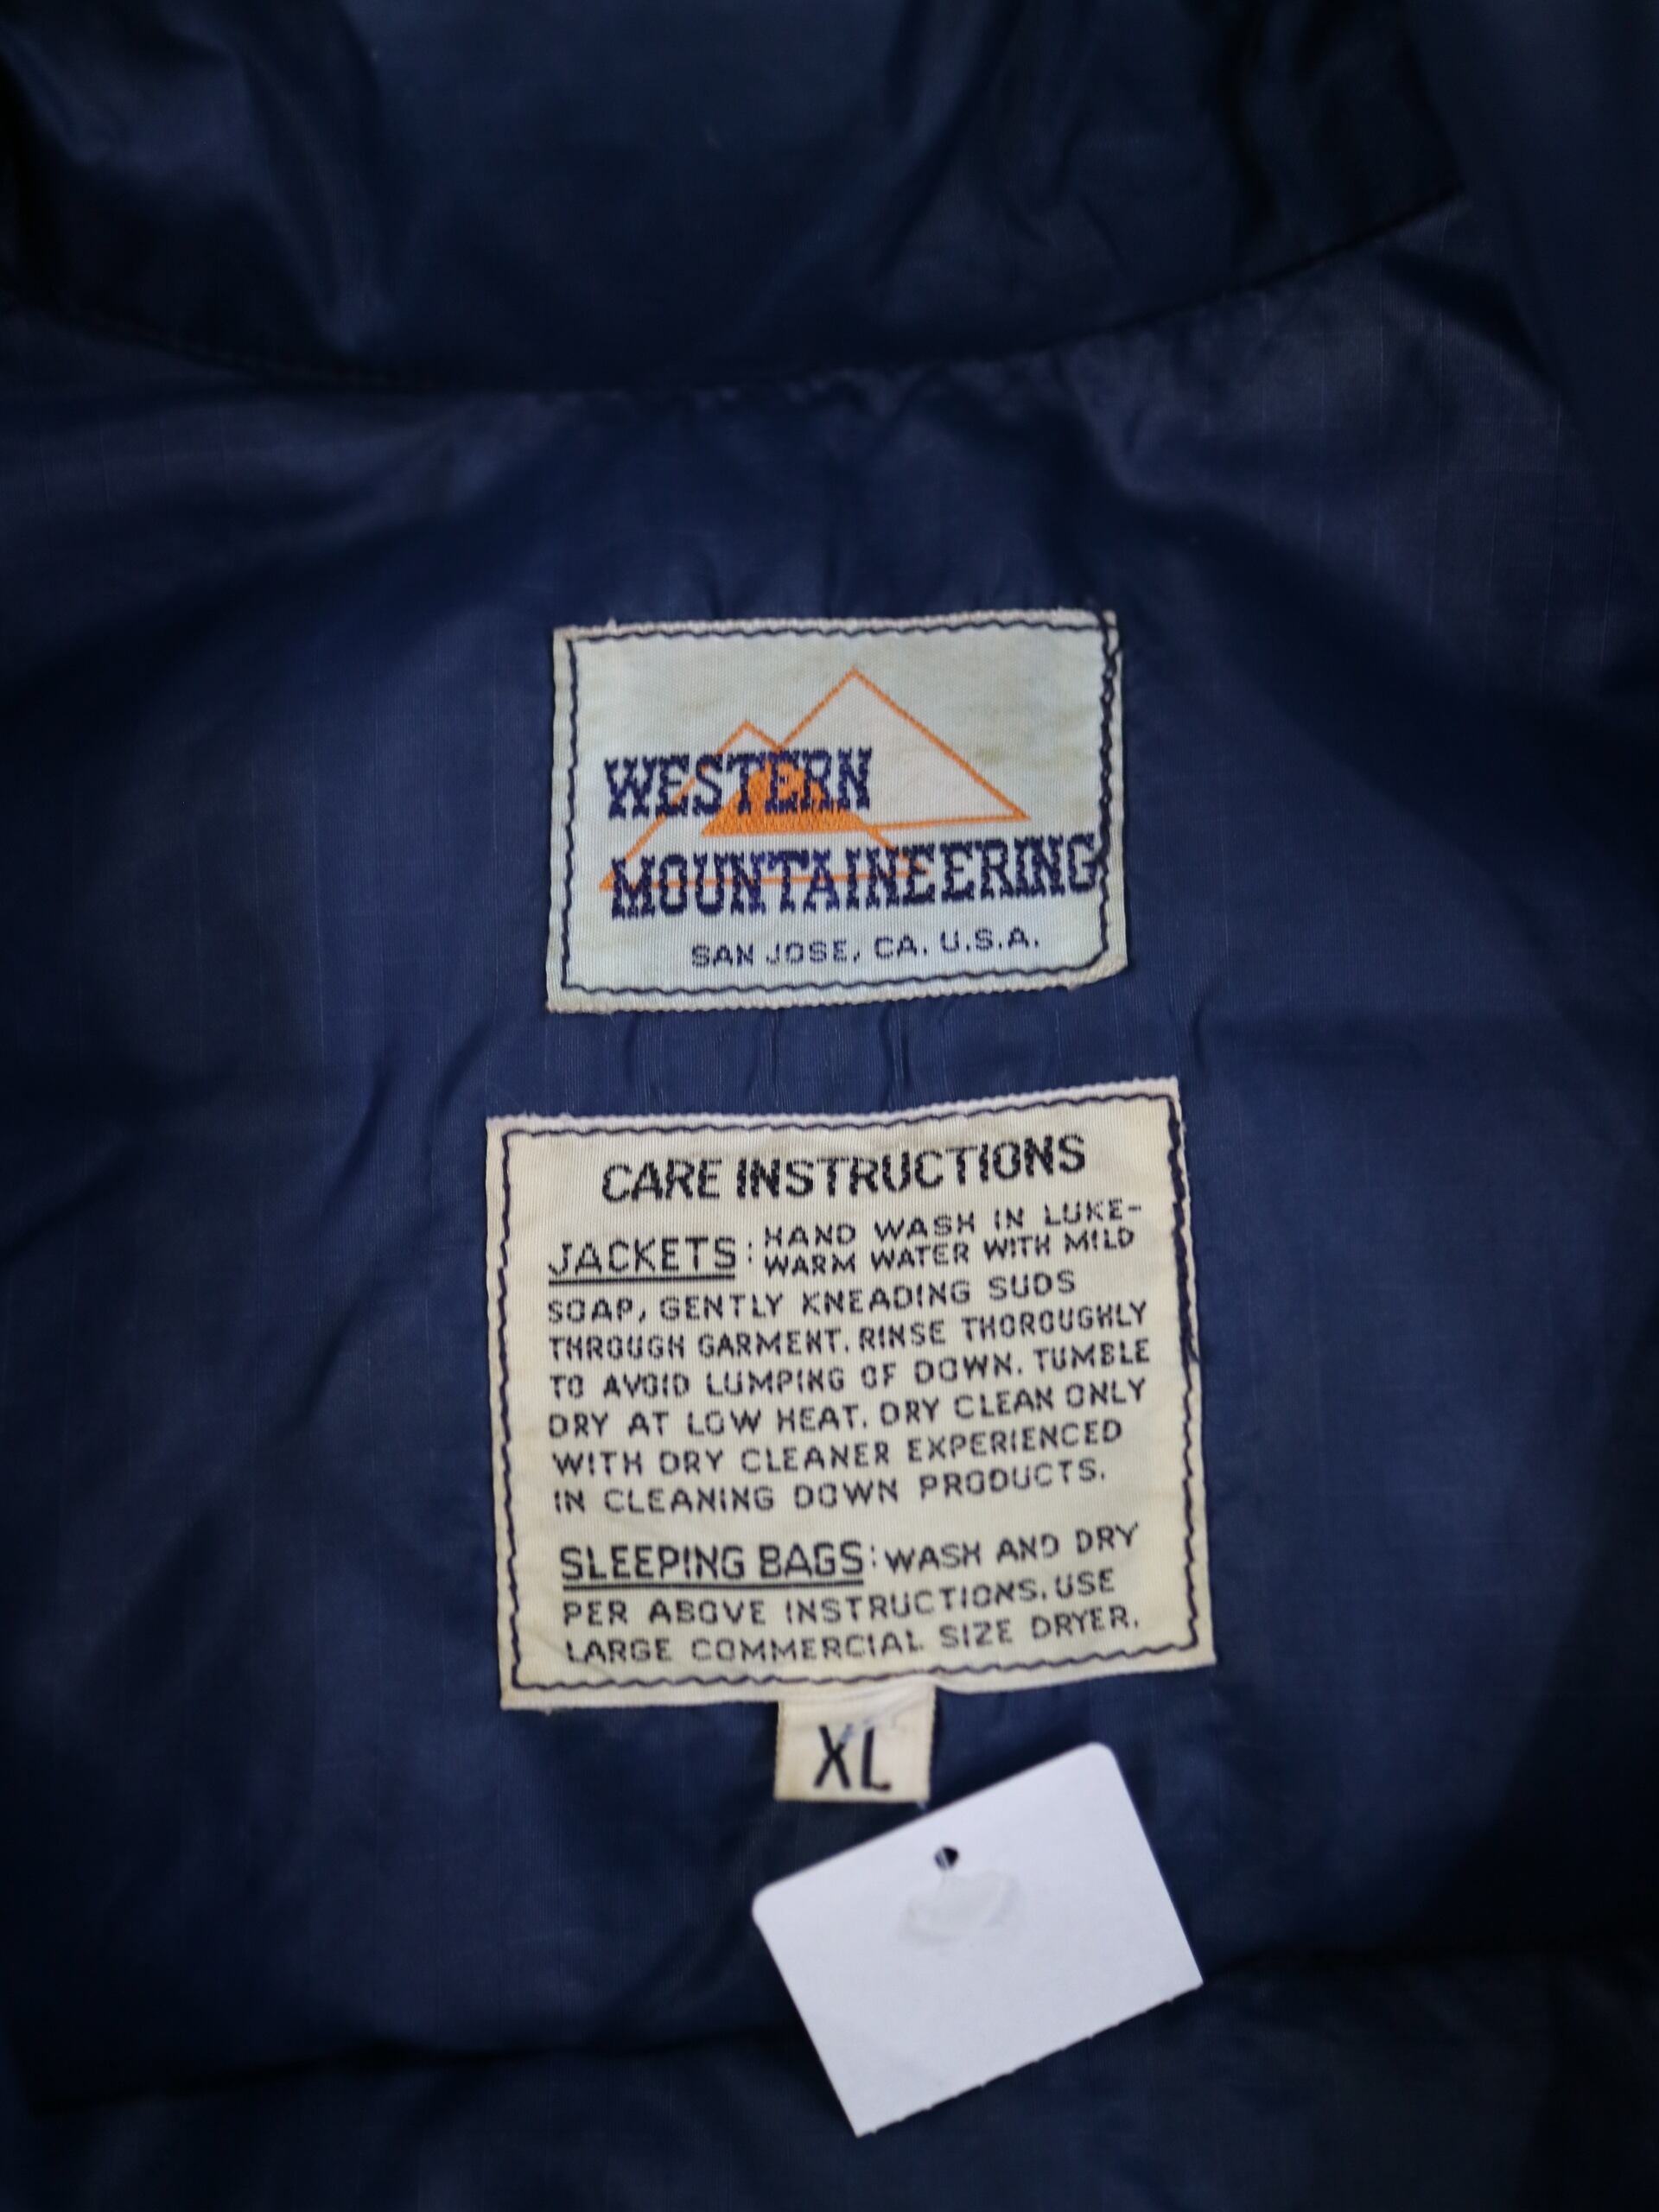 WESTERN
MOUNTAINEERING
SAN JOSE, CA. U.S.A.
CARE INSTRUCTIONS
JACKETS: HAND WASH IN LUKE-
WARM WATER WITH MILD
SOAP, GENTLY KNEADING SUDS
THROUGH GARMENT. RINSE THOROUGHLY
TO AVOID LUMPING OF DOWN. TUMBLE
DRY AT LOW HEAT. DRY CLEAN ONLY
WITH DRY CLEANER EXPERIENCED
IN CLEANING DOWN PRODUCTS.
SLEEPING BAGS: WASH AND DRY
PER ABOVE INSTRUCTIONS. USE
LARGE COMMERCIAL SIZE DRYER.
XL